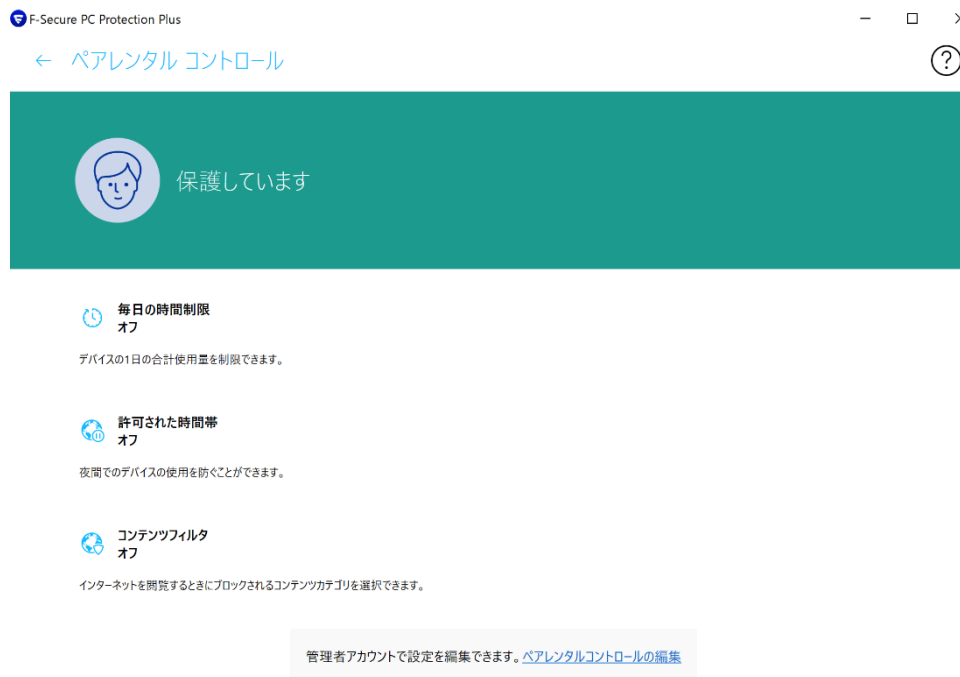 F-Secure PC Protection Plus
← ペアレンタル コントロール
?
保護しています
毎日の時間制限
オフ
デバイスの1日の合計使用量を制限できます。
許可された時間帯
オフ
夜間でのデバイスの使用を防ぐことができます。
コンテンツフィルタ
オフ
インターネットを閲覧するときにブロックされるコンテンツカテゴリを選択できます。
管理者アカウントで設定を編集できます。ペアレンタルコントロールの編集